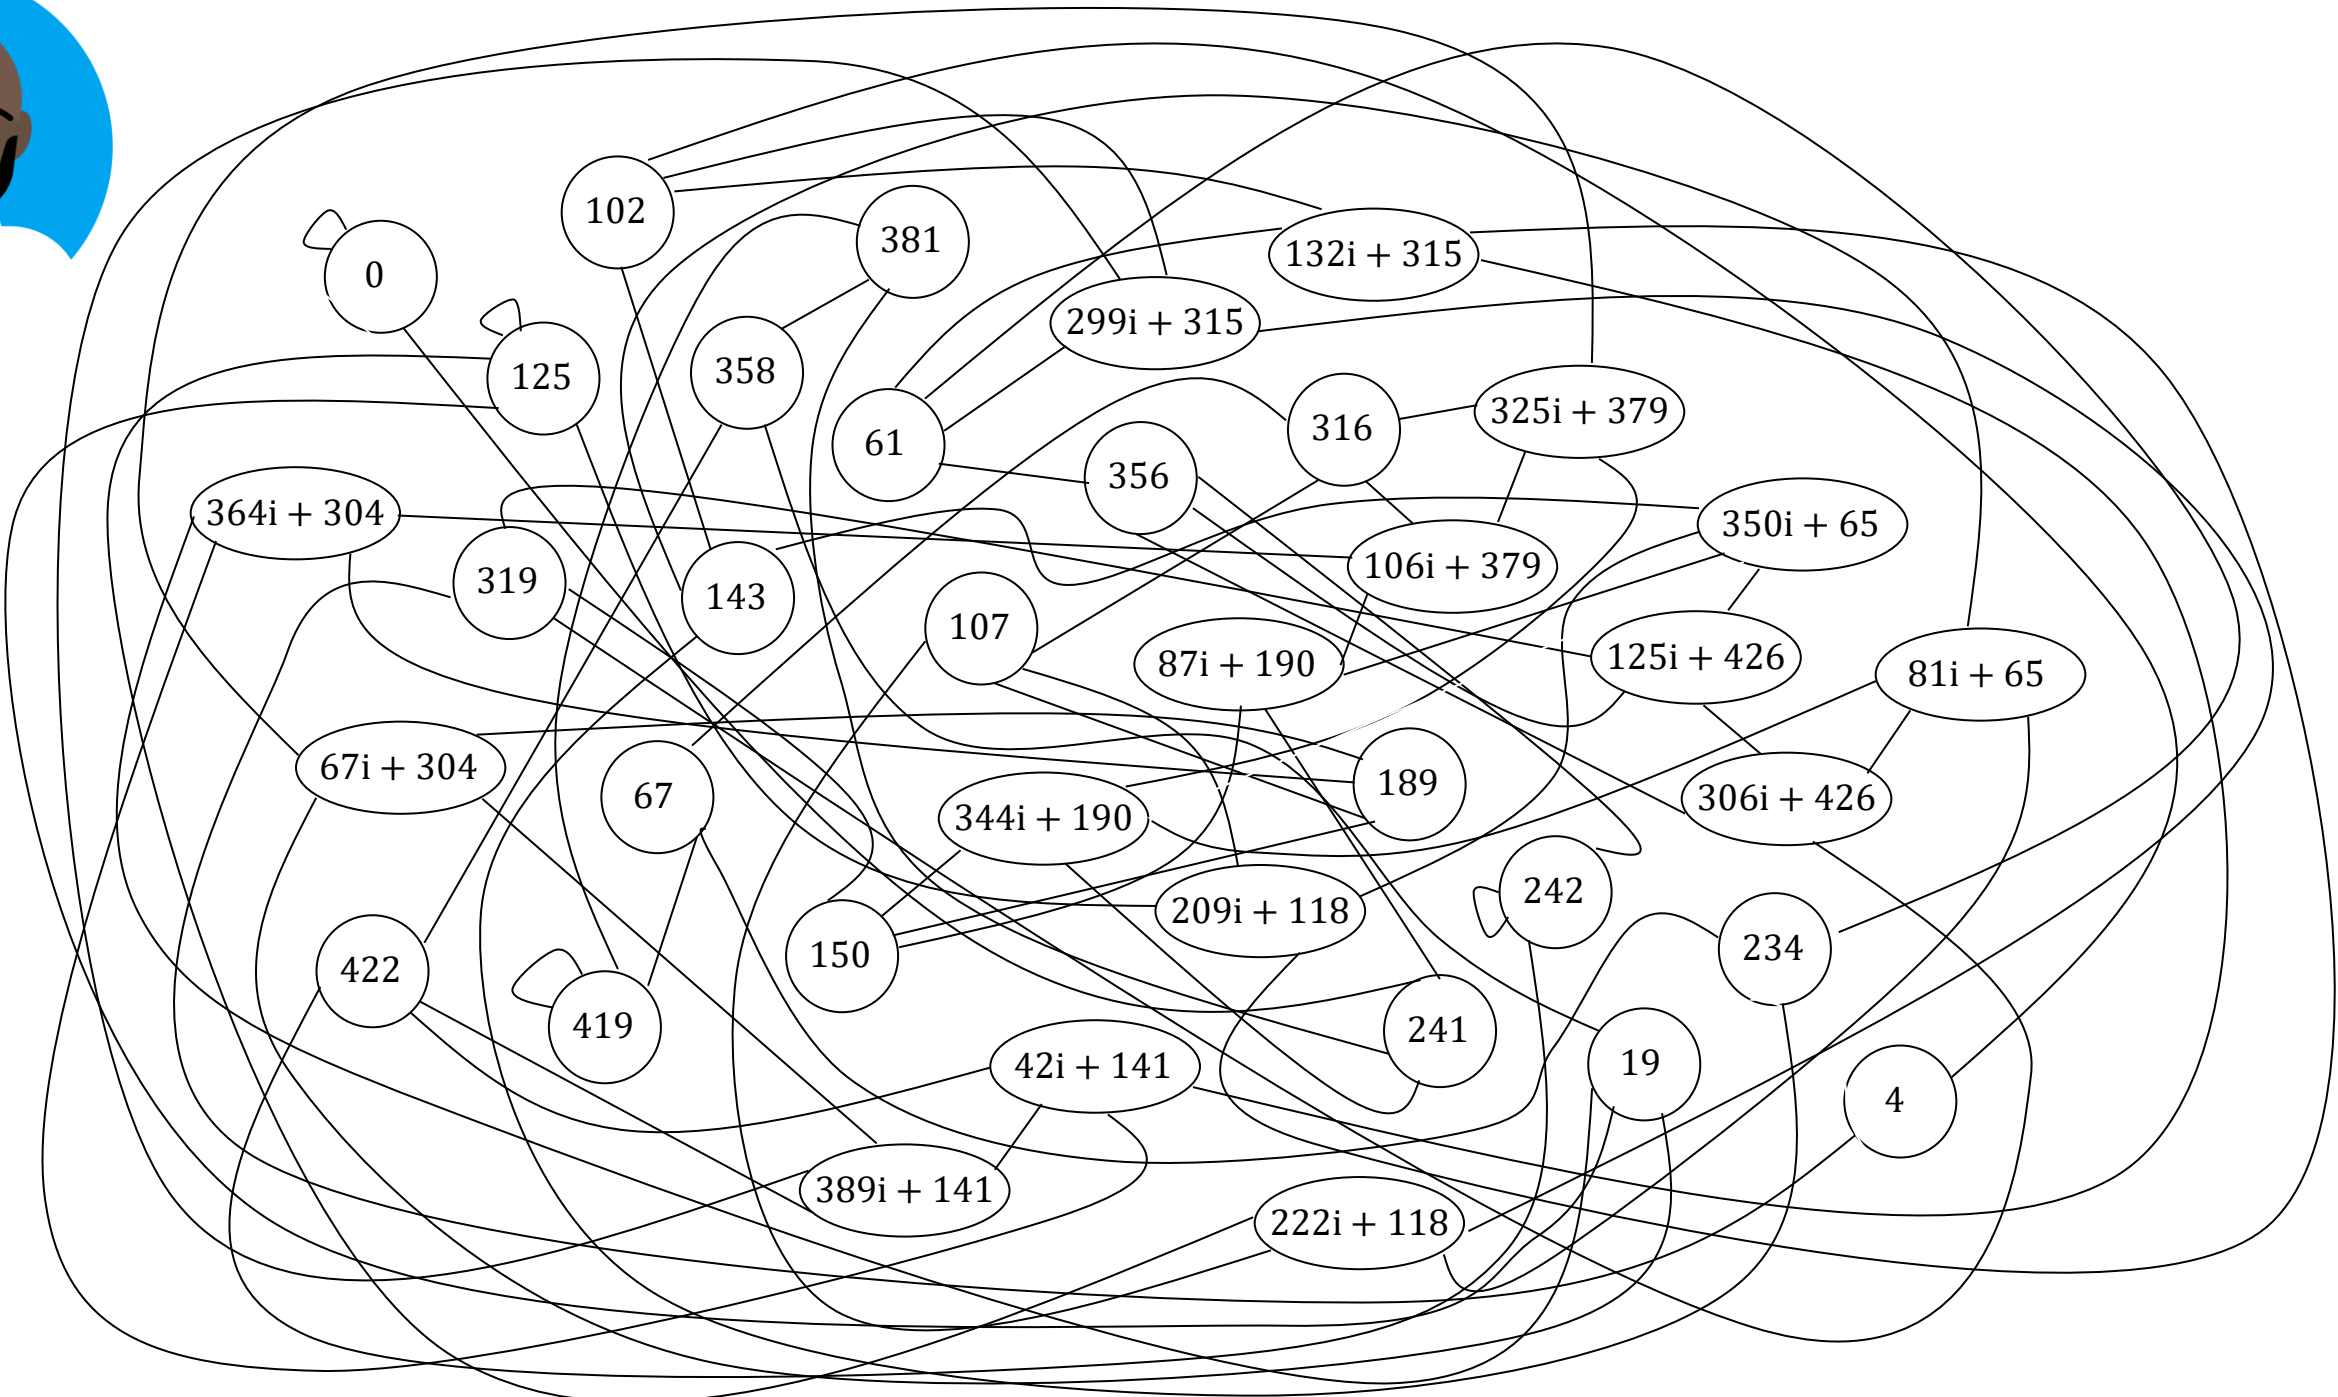 102
381
132i + 315
0
299i + 315
125
358
61
316
325i + 379
356
364i + 304
319
143
107
106i + 379
350i + 65
87i + 190
125i + 426
81i + 65
67i + 304
67
344i + 190
189
306i + 426
422
419
150
209i + 118
242
234
42i + 141
241
19
4
389i + 141
222i + 118